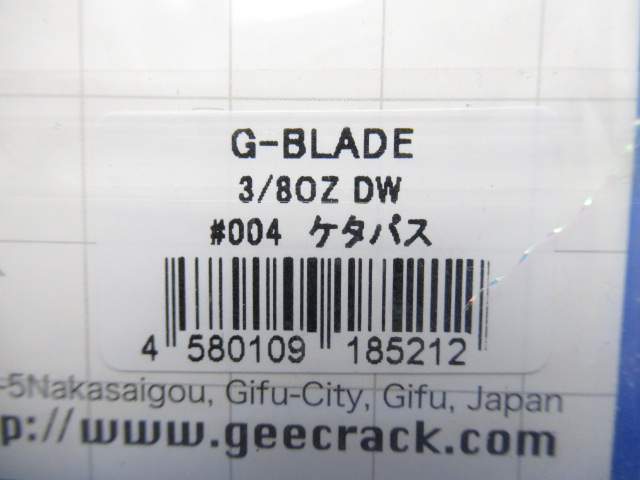 G-BLADE
3/8OZ DW
#004 ケタバス
4 580109 185212
-5Nakasaigou, Gifu-City, Gifu, Japan
p://www.geecrack.com